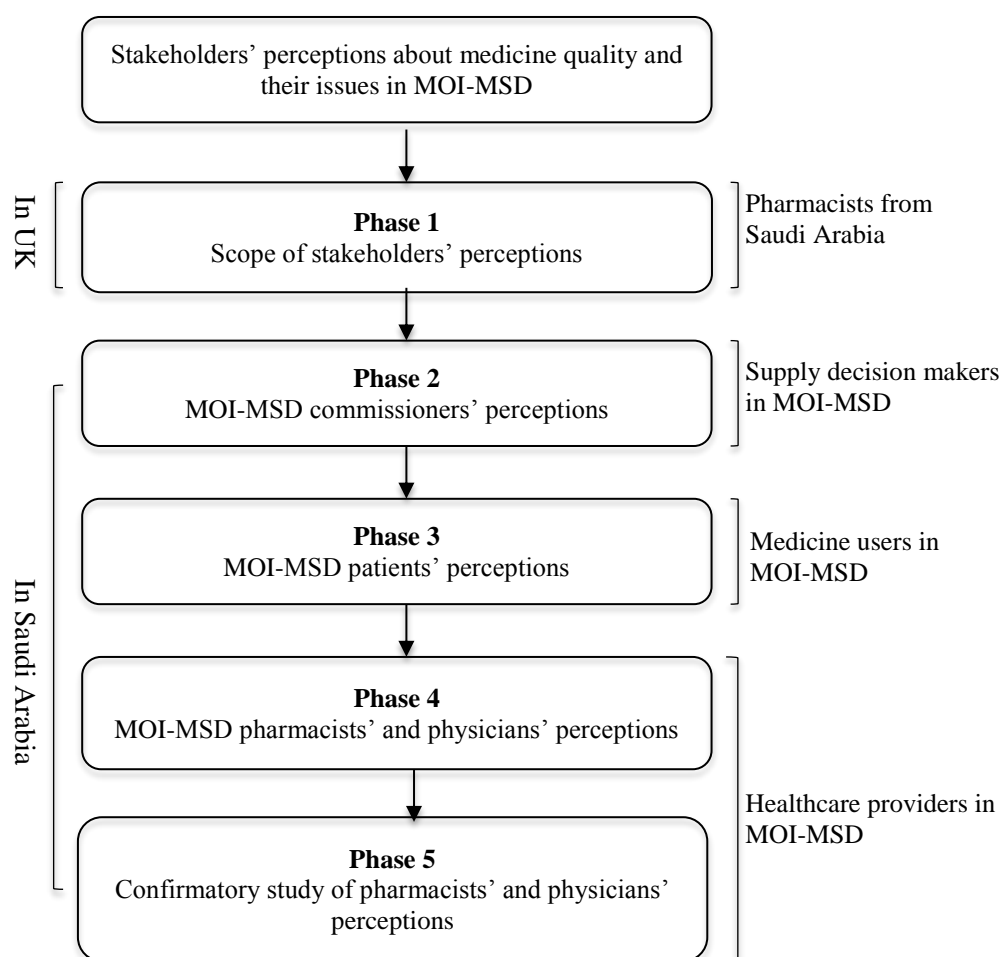 Stakeholders’ perceptions about medicine quality and
their issues in MOI-MSD
In UK
Phase 1
Scope of stakeholders’ perceptions
Pharmacists from
Saudi Arabia
In Saudi Arabia
Phase 2
MOI-MSD commissioners’ perceptions
Supply decision makers
in MOI-MSD
Phase 3
MOI-MSD patients’ perceptions
Medicine users in
MOI-MSD
Phase 4
MOI-MSD pharmacists’ and physicians’ perceptions
Healthcare providers in
MOI-MSD
Phase 5
Confirmatory study of pharmacists’ and physicians’
perceptions